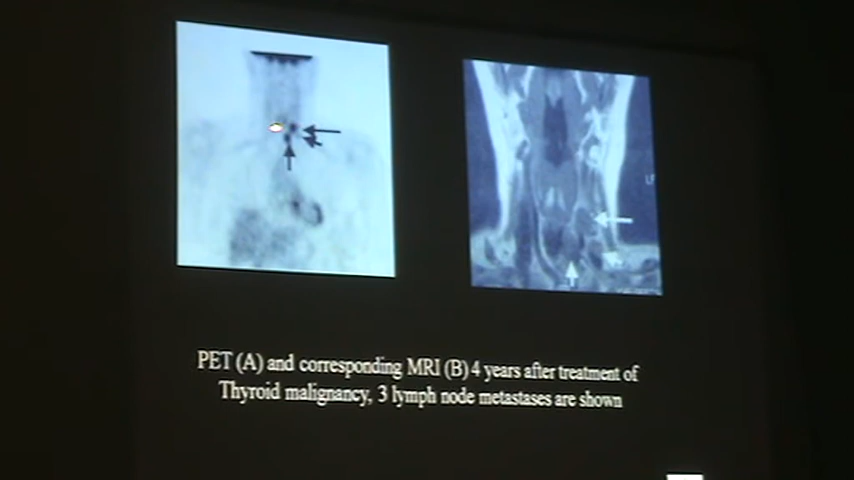 PET (A) and corresponding MRI (B) 4 years after treatment of
Thyroid malignancy, 3 lymph node metastases are shown